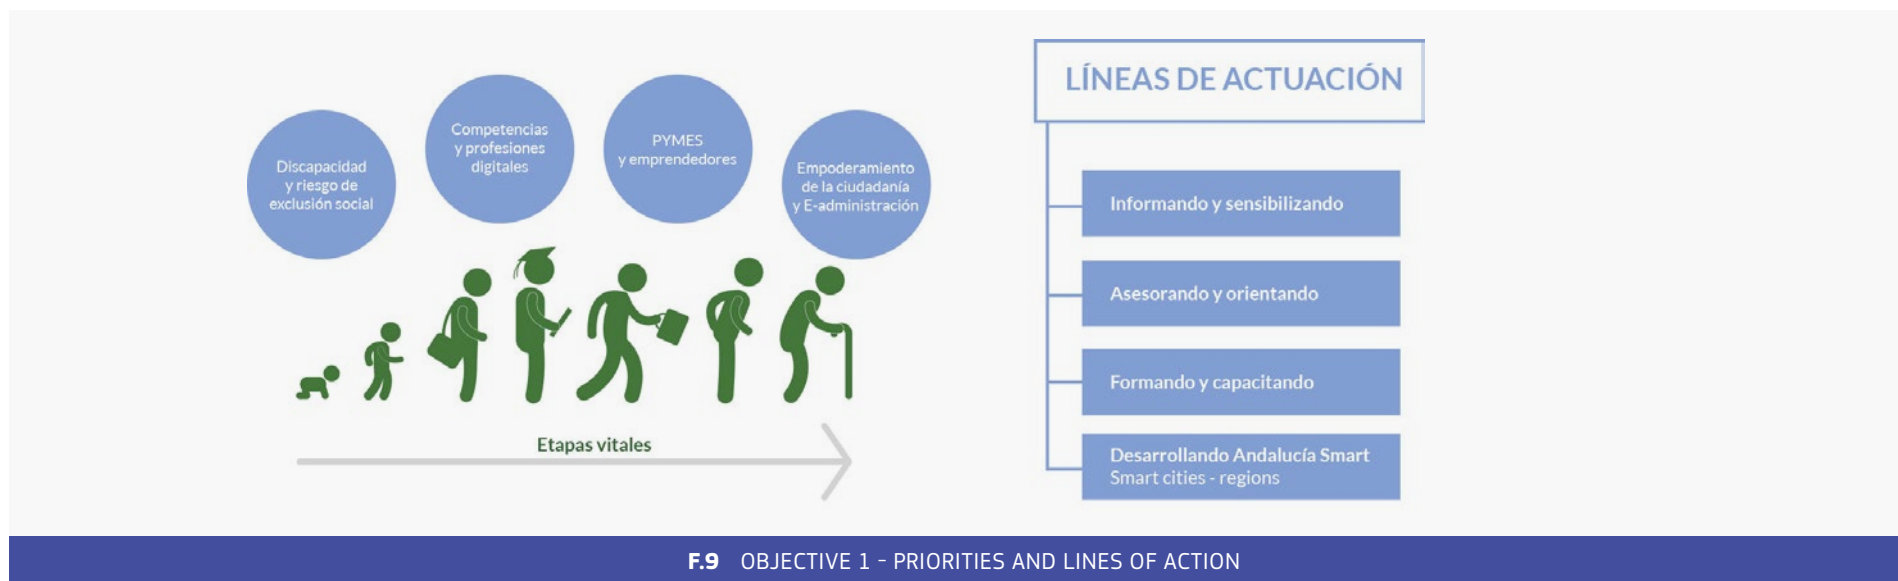 Discapacidad
y riesgo de
exclusión social
Competencias
y profesiones
digitales
PYMES
y emprendedores
Empoderamiento
de la ciudadanía
y E-administración
Etapas vitales
LÍNEAS DE ACTUACIÓN
Informando y sensibilizando
Asesorando y orientando
Formando y capacitando
Desarrollando Andalucía Smart
Smart cities - regions
F.9 OBJECTIVE 1 - PRIORITIES AND LINES OF ACTION